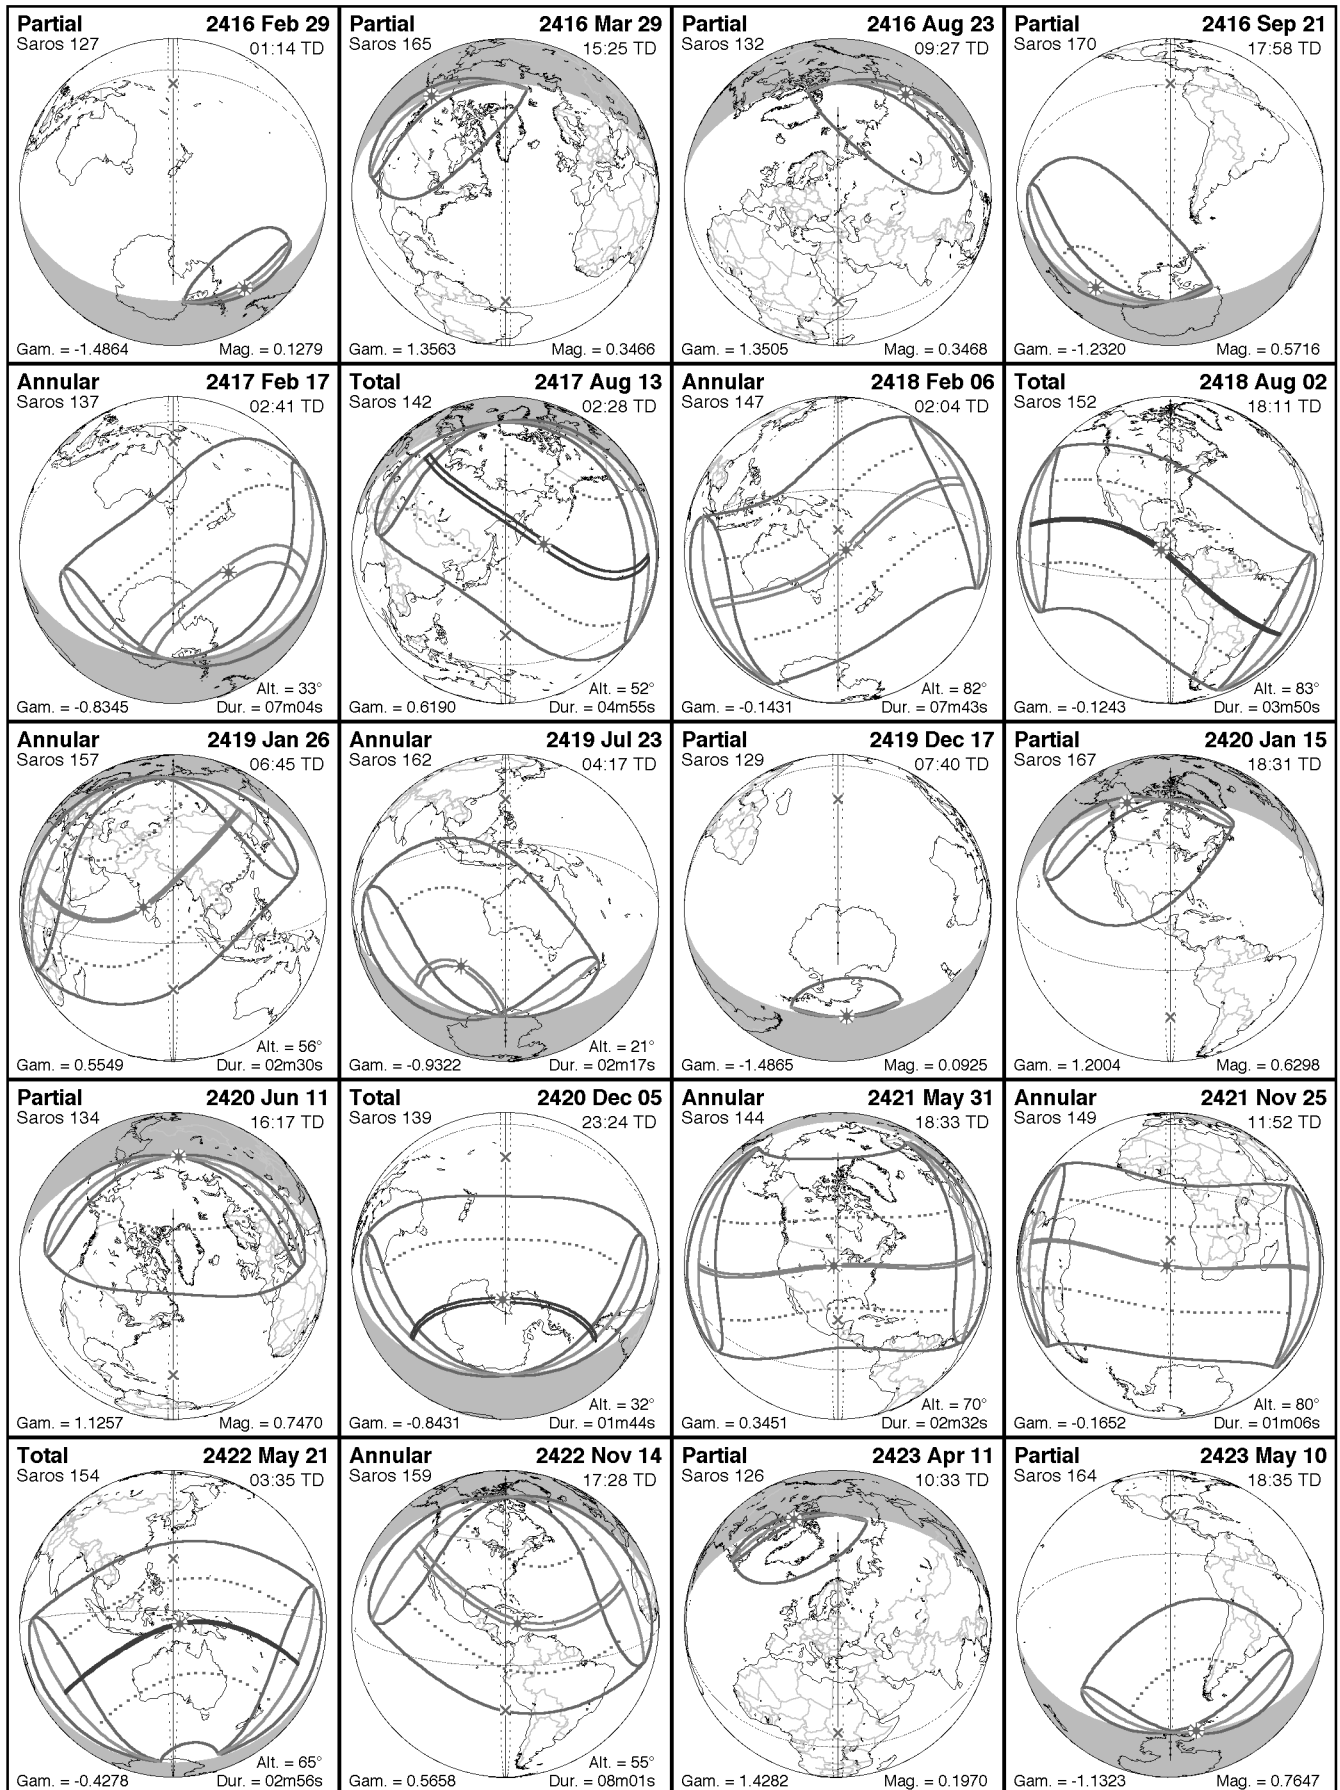 Partial 2416 Feb 29
Saros 127 01:14 TD
Gam. = -1.4864 Mag. = 0.1279
Partial 2416 Mar 29
Saros 165 15:25 TD
Gam. = 1.3563 Mag. = 0.3466
Partial 2416 Aug 23
Saros 132 09:27 TD
Gam. = 1.3505 Mag. = 0.3468
Partial 2416 Sep 21
Saros 170 17:58 TD
Gam. = -1.2320 Mag. = 0.5716
Annular 2417 Feb 17
Saros 137 02:41 TD
Alt. = 33°
Gam. = -0.8345 Dur. = 07m04s
Total 2417 Aug 13
Saros 142 02:28 TD
Alt. = 52°
Gam. = 0.6190 Dur. = 04m55s
Annular 2418 Feb 06
Saros 147 02:04 TD
Alt. = 82°
Gam. = -0.1431 Dur. = 07m43s
Total 2418 Aug 02
Saros 152 18:11 TD
Alt. = 83°
Gam. = -0.1243 Dur. = 03m50s
Annular 2419 Jan 26
Saros 157 06:45 TD
Alt. = 56°
Gam. = 0.5549 Dur. = 02m30s
Annular 2419 Jul 23
Saros 162 04:17 TD
Alt. = 21°
Gam. = -0.9322 Dur. = 02m17s
Partial 2419 Dec 17
Saros 129 07:40 TD
Gam. = -1.4865 Mag. = 0.0925
Partial 2420 Jan 15
Saros 167 18:31 TD
Gam. = 1.2004 Mag. = 0.6298
Partial 2420 Jun 11
Saros 134 16:17 TD
Gam. = 1.1257 Mag. = 0.7470
Total 2420 Dec 05
Saros 139 23:24 TD
Alt. = 32°
Gam. = -0.8431 Dur. = 01m44s
Annular 2421 May 31
Saros 144 18:33 TD
Alt. = 70°
Gam. = 0.3451 Dur. = 02m32s
Annular 2421 Nov 25
Saros 149 11:52 TD
Alt. = 80°
Gam. = -0.1652 Dur. = 01m06s
Total 2422 May 21
Saros 154 03:35 TD
Alt. = 65°
Gam. = -0.4278 Dur. = 02m56s
Annular 2422 Nov 14
Saros 159 17:28 TD
Alt. = 55°
Gam. = 0.5658 Dur. = 08m01s
Partial 2423 Apr 11
Saros 126 10:33 TD
Gam. = 1.4282 Mag. = 0.1970
Partial 2423 May 10
Saros 164 18:35 TD
Gam. = -1.1323 Mag. = 0.7647